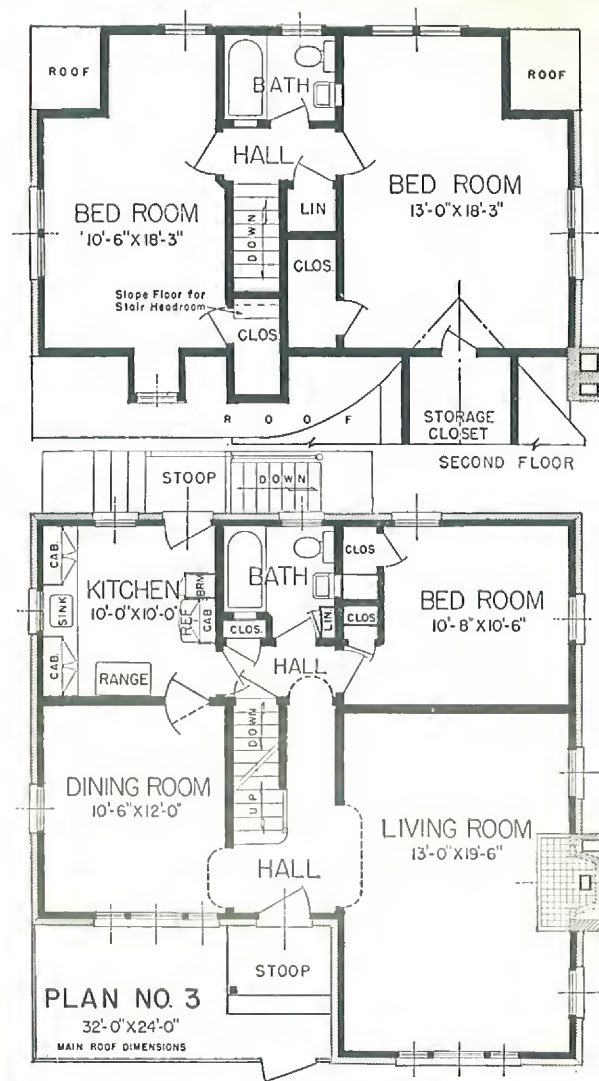 ROOF
ROOF
BATH
HALL
BED ROOM
10'-6"X18'-3"
BED ROOM
13'-0"X18'-3"
LIN
DOWN
CLOS.
Slope Floor for
Stair Headroom
CLOS.
ROOF
STORAGE
CLOSET
SECOND FLOOR
STOOP
DOWN
CAB.
KITCHEN
10'-0"X10'-0"
SINK
BRM
REF.
CAB.
CAB.
RANGE
BATH
CLOS
CLOS.
LIN.
CLOS
BED ROOM
10'-8"X10'-6"
HALL
DOWN
UP
DINING ROOM
10'-6"X12'-0"
LIVING ROOM
13'-0"X19'-6"
HALL
STOOP
PLAN NO. 3
32'-0"X24'-0"
MAIN ROOF DIMENSIONS